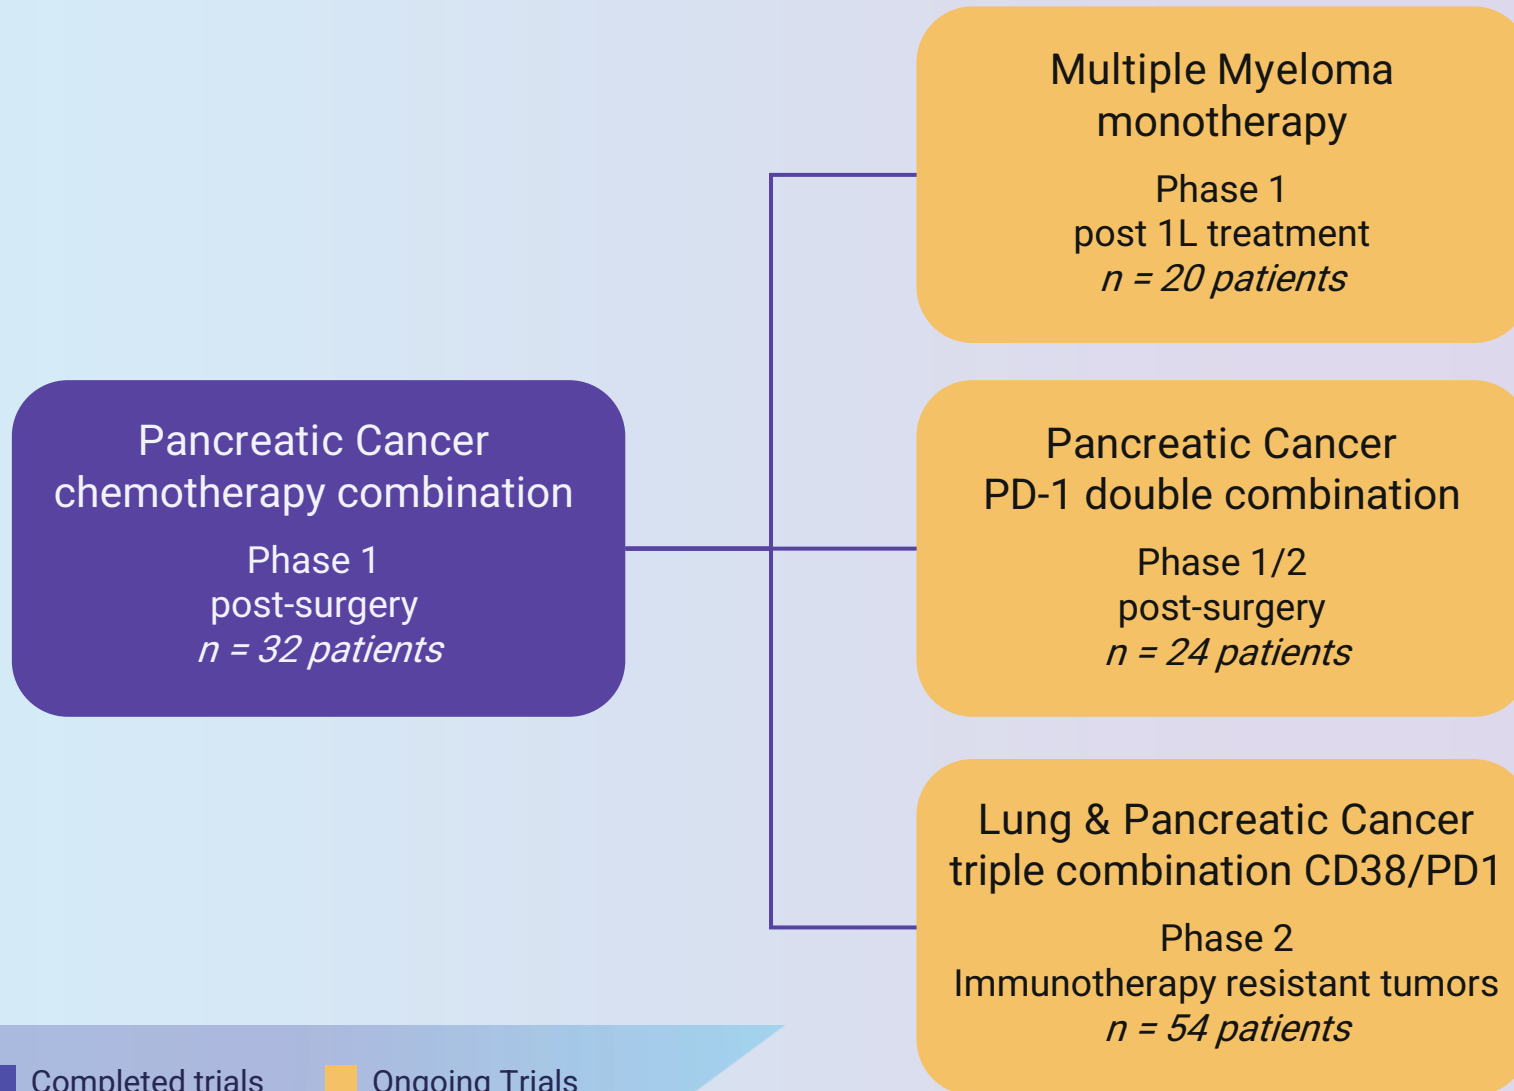 Multiple Myeloma
monotherapy
Phase 1
post 1L treatment
n = 20 patients
Pancreatic Cancer
chemotherapy combination
Phase 1
post-surgery
n = 32 patients
Pancreatic Cancer
PD-1 double combination
Phase 1/2
post-surgery
n = 24 patients
Lung & Pancreatic Cancer
triple combination CD38/PD1
Phase 2
Immunotherapy resistant tumors
n = 54 patients
Completed trials
Ongoing Trials